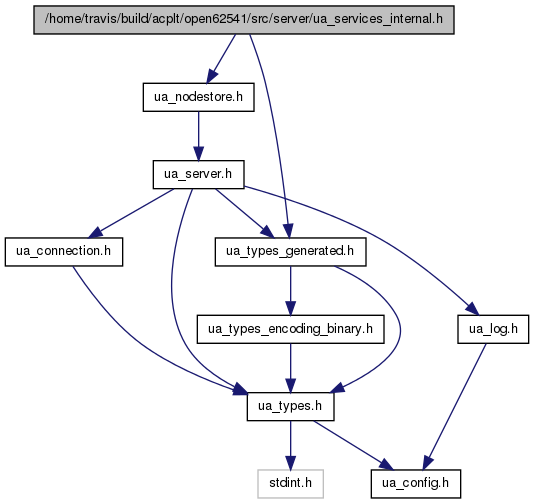 /home/travis/build/acplt/open62541/src/server/ua_services_internal.h
ua_nodestore.h
ua_server.h
ua_connection.h
ua_types_generated.h
ua_types_encoding_binary.h
ua_log.h
ua_types.h
stdint.h
ua_config.h